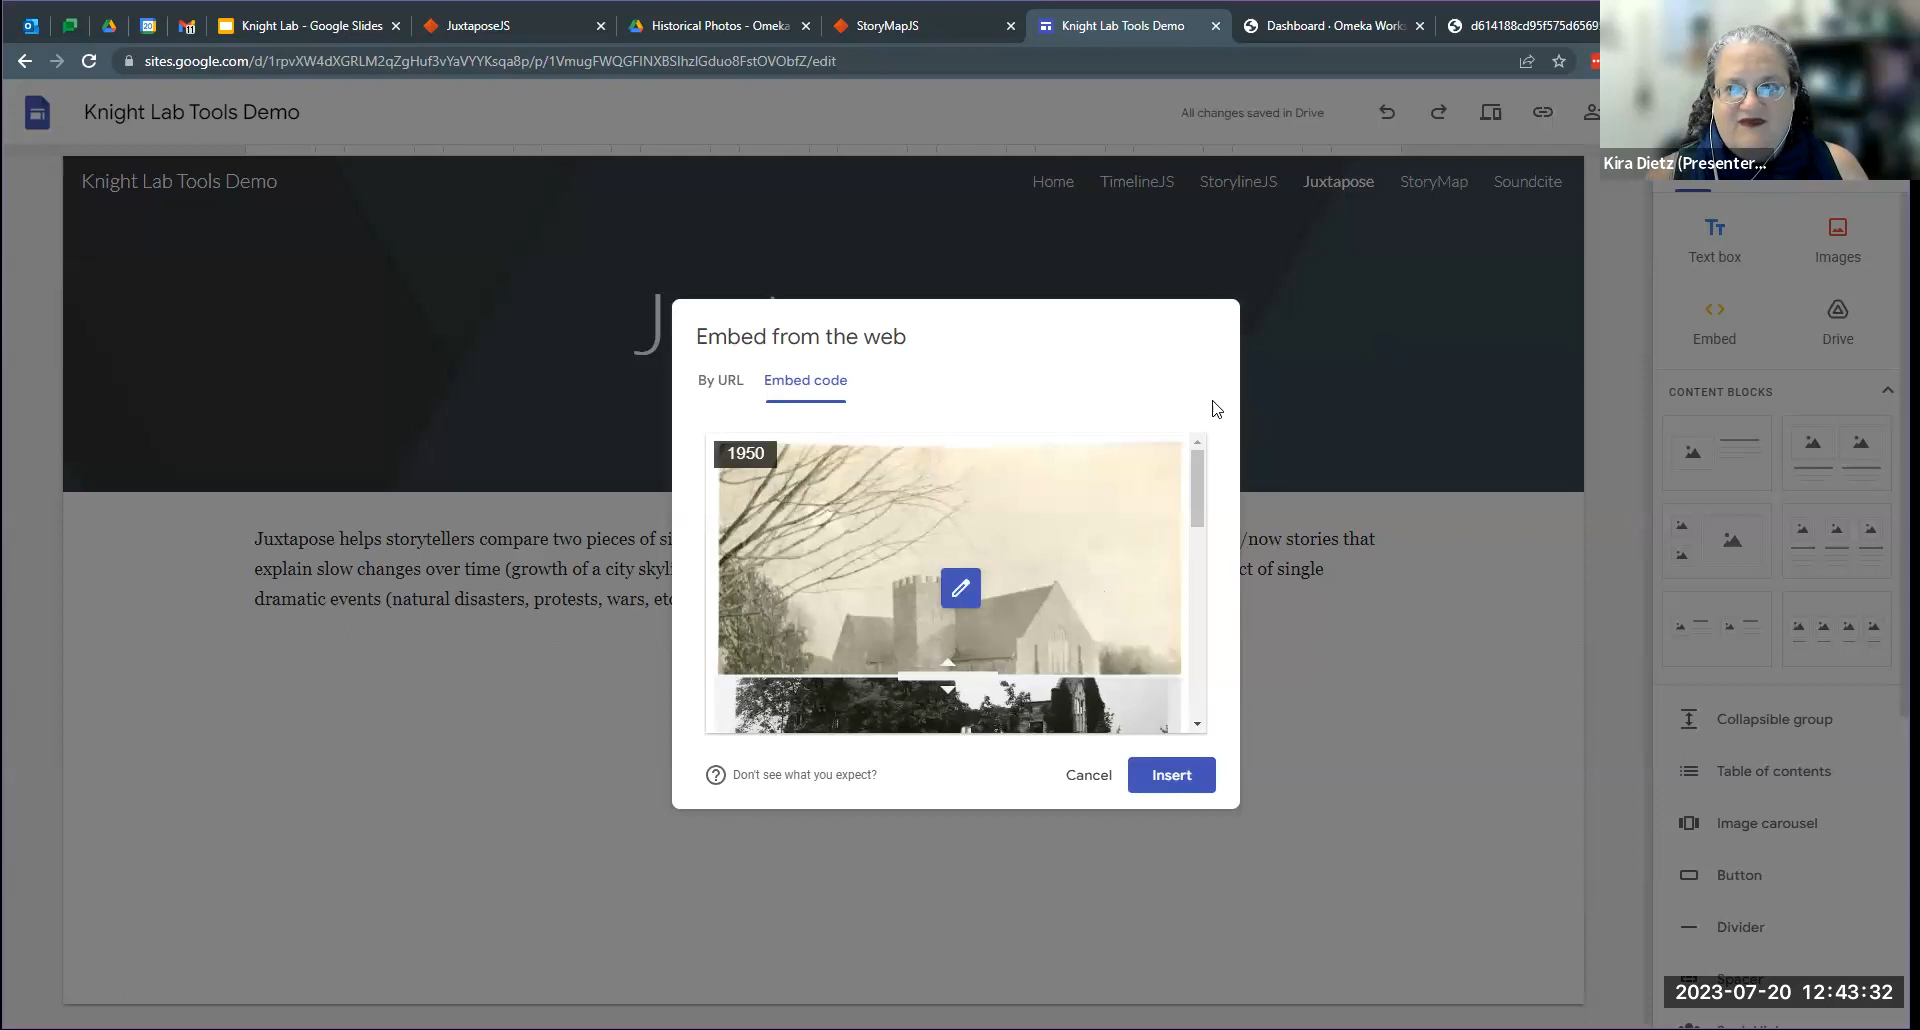 Knight Lab - Google Slides
JuxtaposeJS
Historical Photos - Omeka
StoryMapJS
Knight Lab Tools Demo
Dashboard · Omeka Works
d614188cd95f575d6569
sites.google.com/d/1rpvXW4dXGRLM2qZgHuf3vYaVYYKsqa8p/p/1VmugFWQGFINXBSIhzlGduo8FstOVObfZ/edit
Knight Lab Tools Demo
All changes saved in Drive
Kira Dietz (Presenter...
Knight Lab Tools Demo
Home TimelineJS StorylineJS Juxtapose StoryMap Soundcite
Text box
Images
Embed
Drive
J
Embed from the web
By URL
Embed code
CONTENT BLOCKS
1950
Juxtapose helps storytellers compare two pieces of si /now stories that
explain slow changes over time (growth of a city skyl ct of single
dramatic events (natural disasters, protests, wars, etc
Don't see what you expect?
Cancel
Insert
Collapsible group
Table of contents
Image carousel
Button
Divider
Spacer
2023-07-20 12:43:32